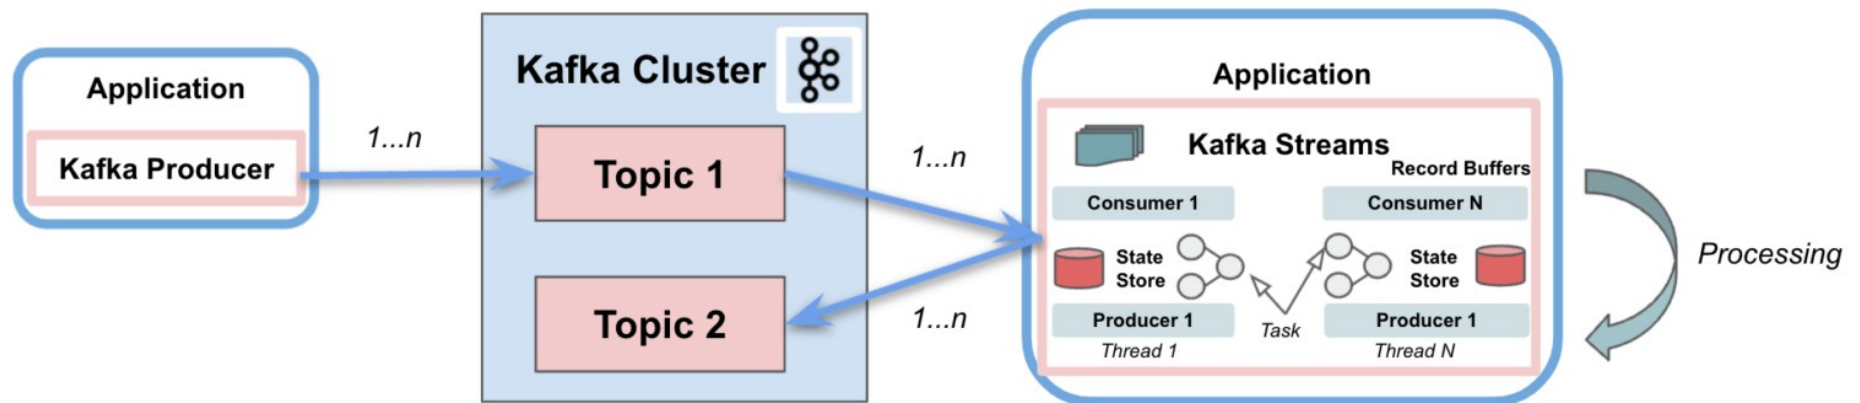 Application
Kafka Producer
1...n
Kafka Cluster
Topic 1
Topic 2
1...n
1...n
Application
Kafka Streams
Record Buffers
Consumer 1
Consumer N
State
Store
State
Store
Producer 1
Task
Producer 1
Thread 1
Thread N
Processing